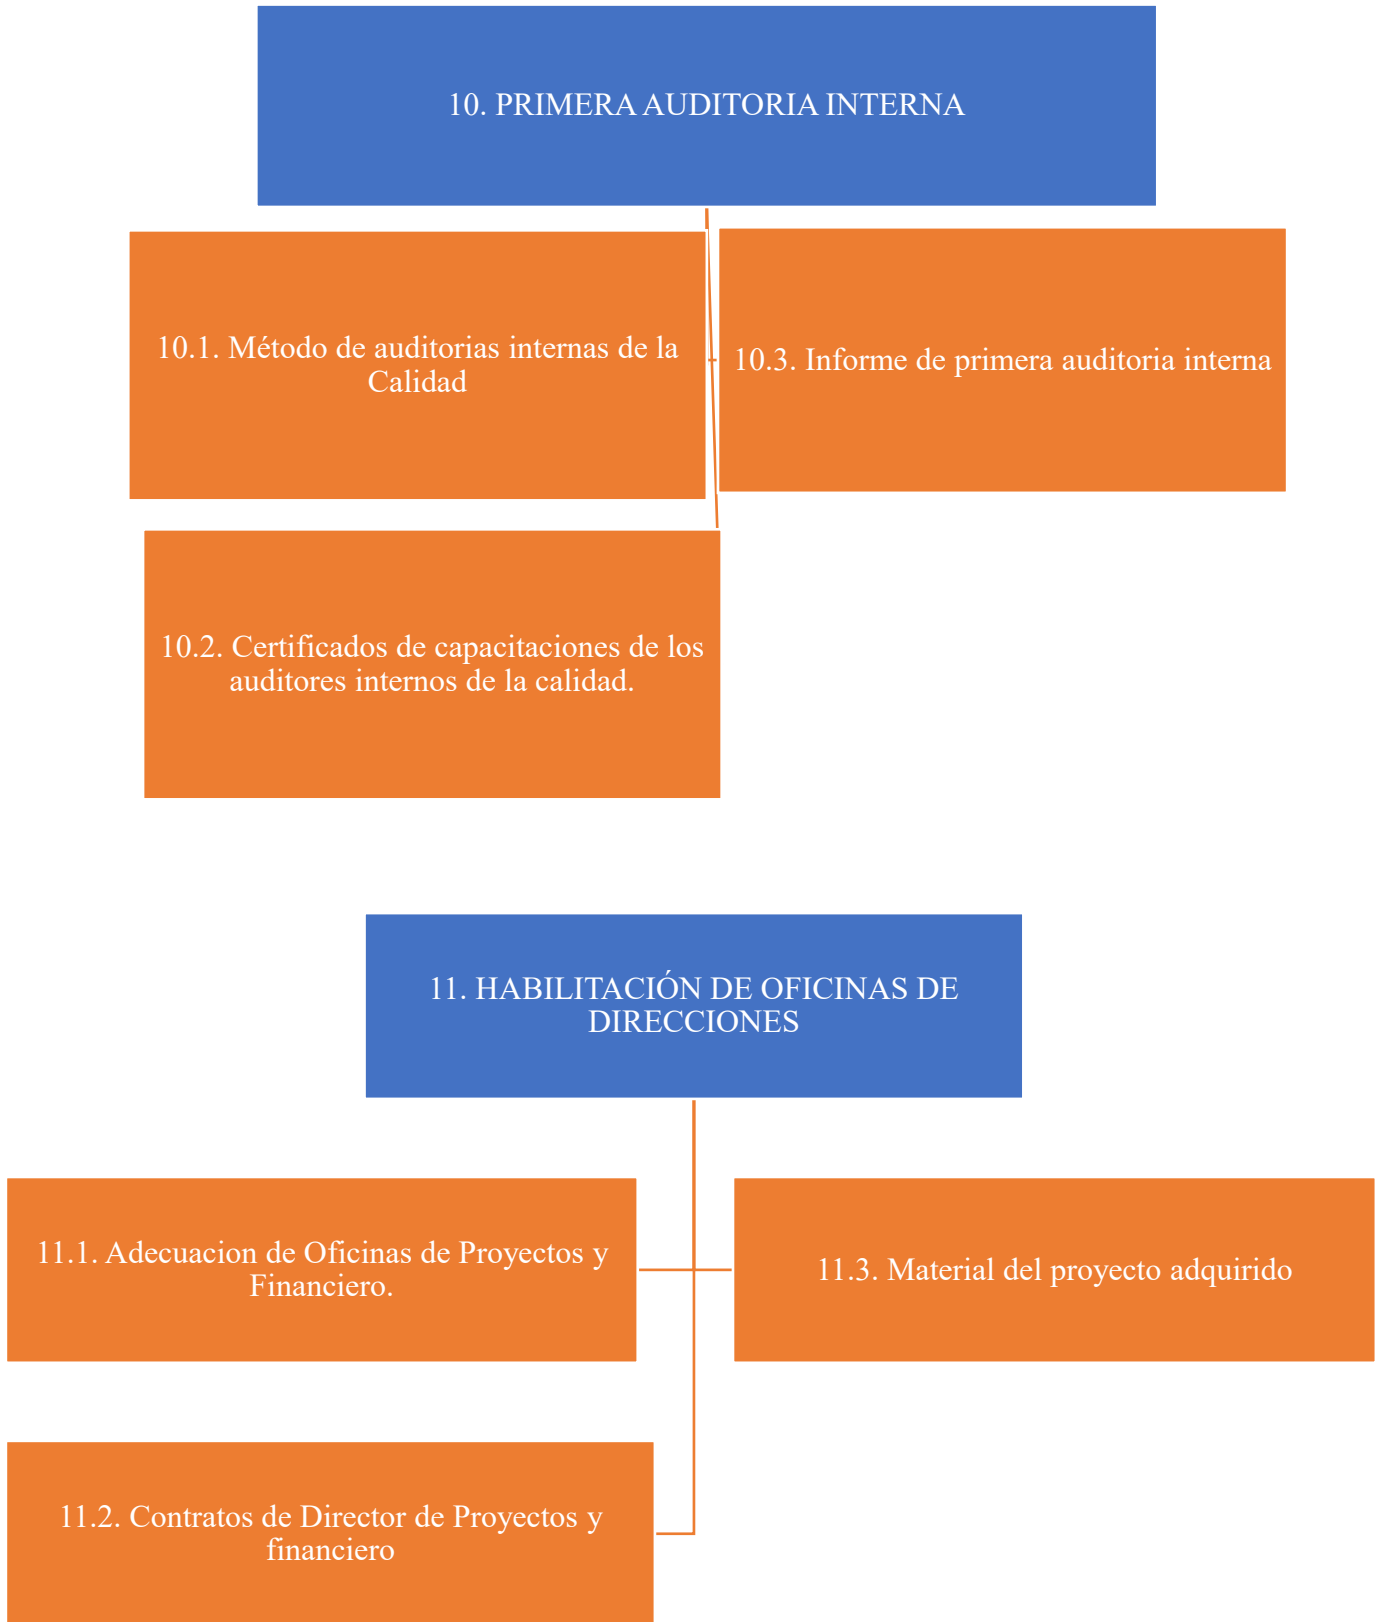 10. PRIMERA AUDITORIA INTERNA
10.1. Método de auditorias internas de la
Calidad
10.3. Informe de primera auditoria interna
10.2. Certificados de capacitaciones de los
auditores internos de la calidad.
11. HABILITACIÓN DE OFICINAS DE
DIRECCIONES
11.1. Adecuacion de Oficinas de Proyectos y
Financiero.
11.3. Material del proyecto adquirido
11.2. Contratos de Director de Proyectos y
financiero